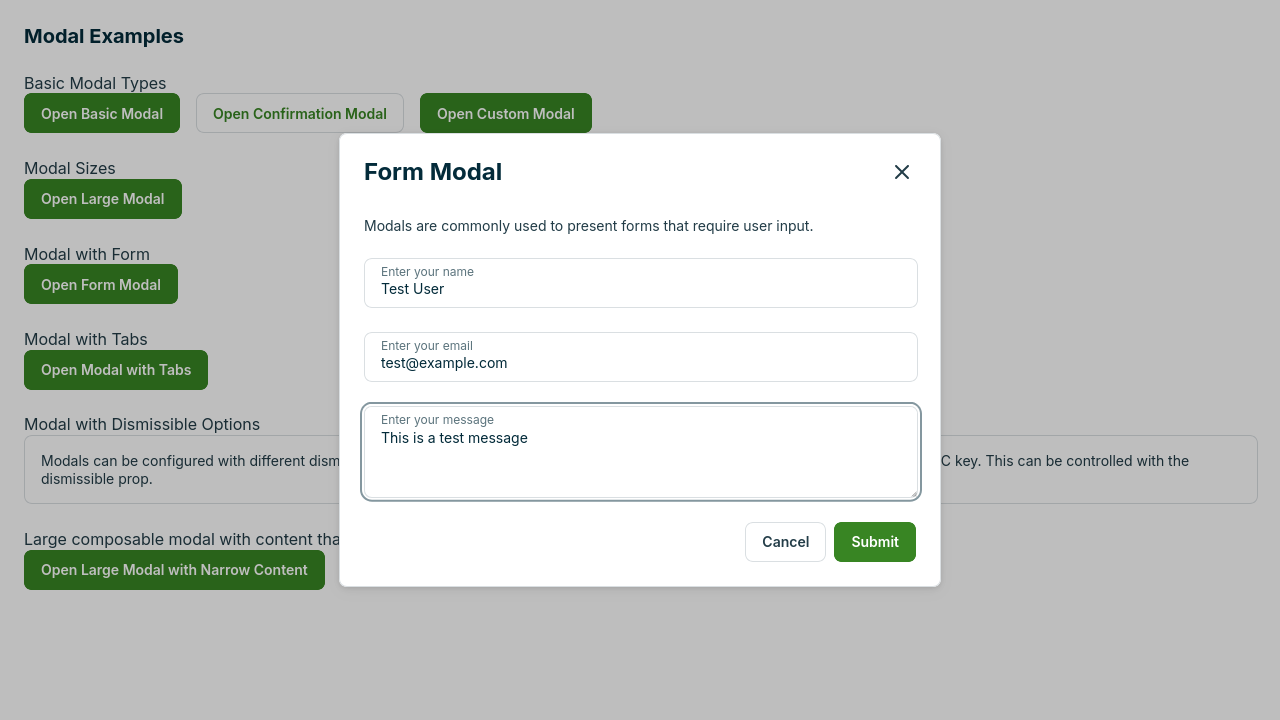 Modal Examples
Basic Modal Types
Open Basic Modal
Open Confirmation Modal
Open Custom Modal
Modal Sizes
Open Large Modal
Modal with Form
Open Form Modal
Modal with Tabs
Open Modal with Tabs
Modal with Dismissible Options
Modals can be configured with different
key. This can be controlled with the
dismissible prop.
Large composable modal with content
Open Large Modal with Narrow Content
Form Modal
Modals are commonly used to present forms that require user input.
Enter your name
Test User
Enter your email
test@example.com
Enter your message
This is a test message
Cancel
Submit